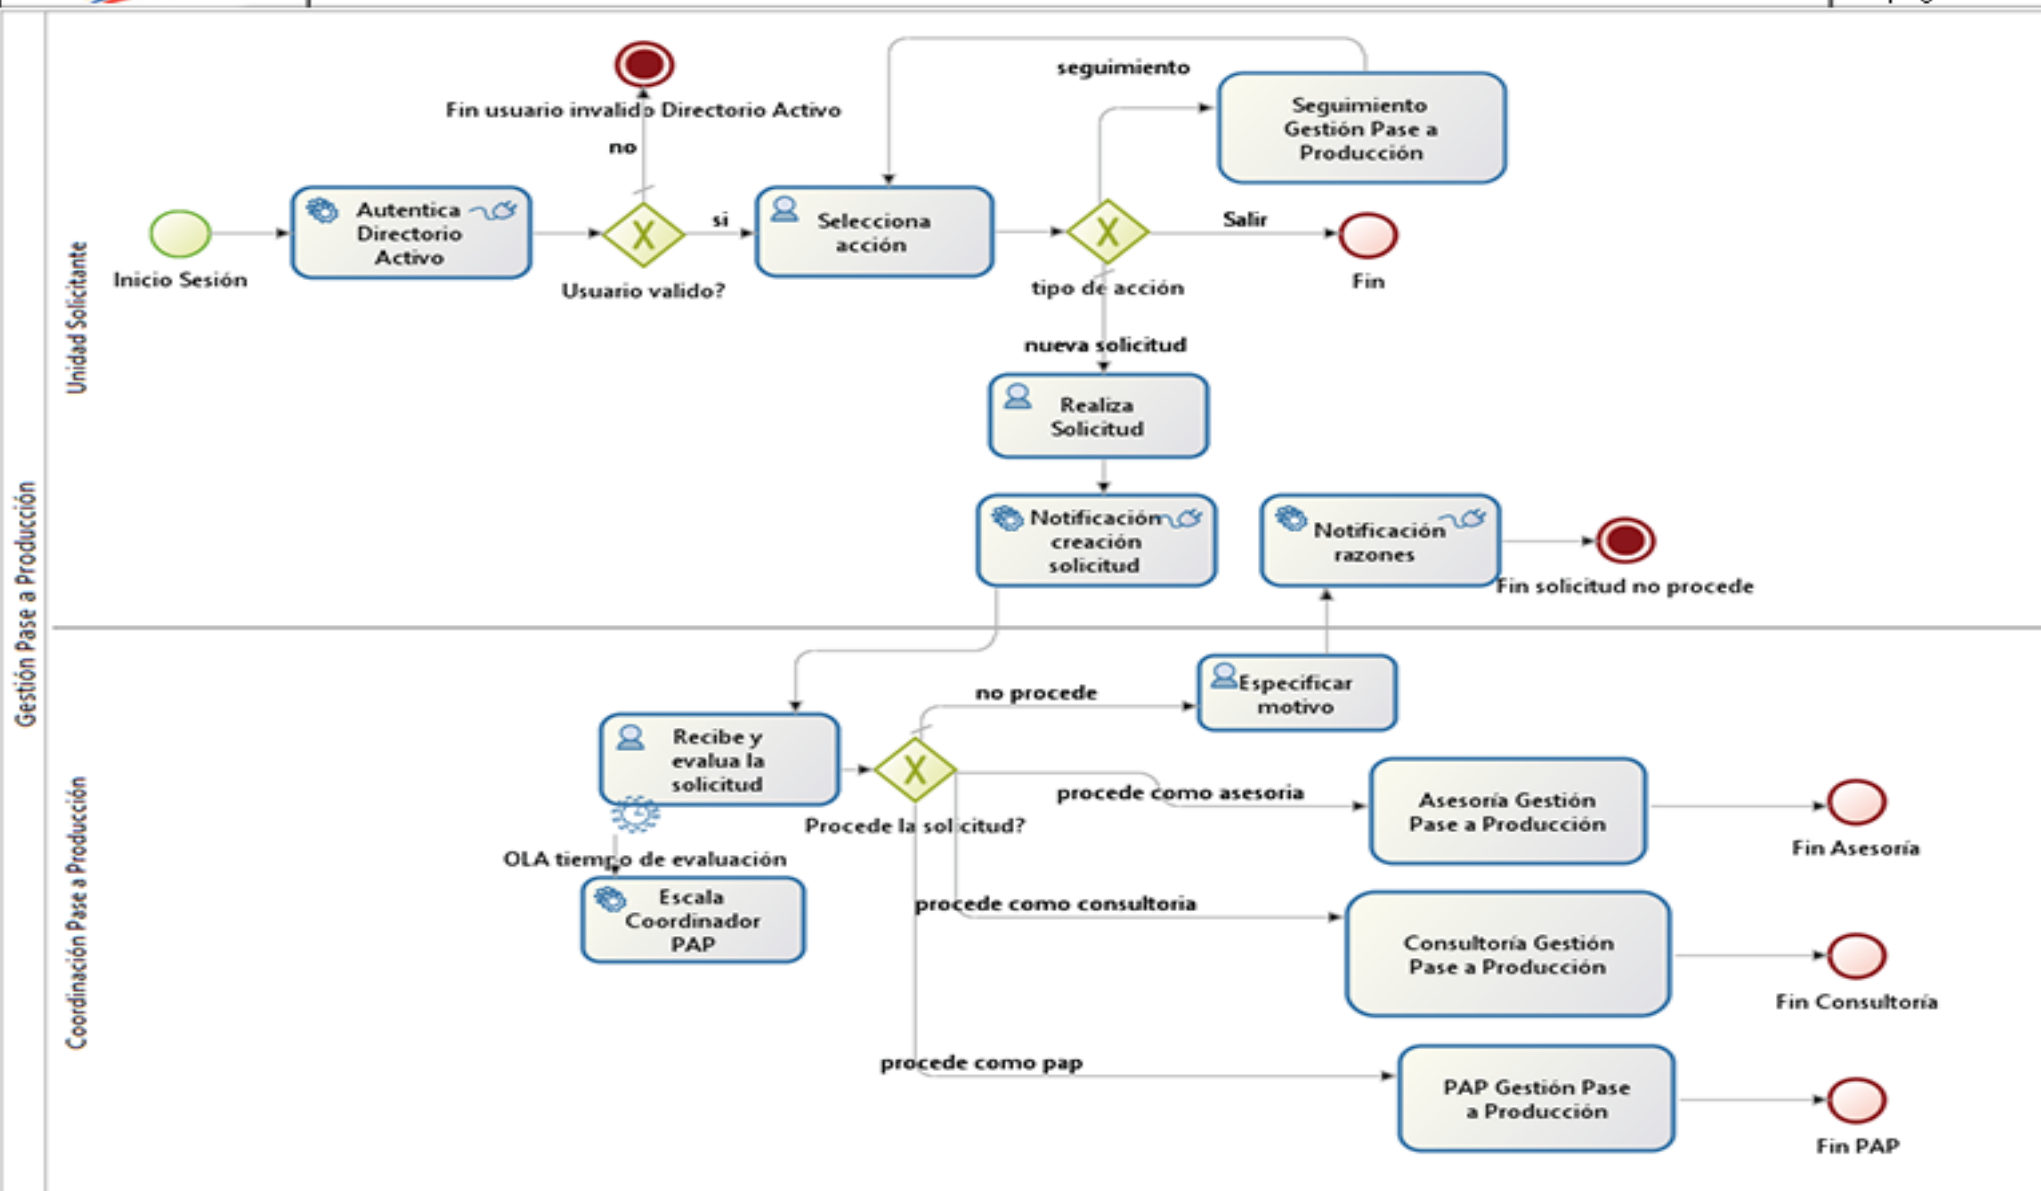 Gestión Pase a Producción
Unidad Solicitante
Inicio Sesión
Autentica
Directorio
Activo
Fin usuario invalido Directorio Activo
no
Usuario valido?
si
Selecciona
acción
seguimiento
Seguimiento
Gestión Pase a
Producción
tipo de acción
Salir
Fin
nueva solicitud
Realiza
Solicitud
Notificación
creación
solicitud
Notificación
razones
Fin solicitud no procede
Coordinación Pase a Producción
Recibe y
evalua la
solicitud
OLA tiempo de evaluación
Escala
Coordinador
PAP
Procede la solicitud?
no procede
Especificar
motivo
procede como asesoria
Asesoría Gestión
Pase a Producción
Fin Asesoría
procede como consultoria
Consultoría Gestión
Pase a Producción
Fin Consultoría
procede como pap
PAP Gestión Pase
a Producción
Fin PAP